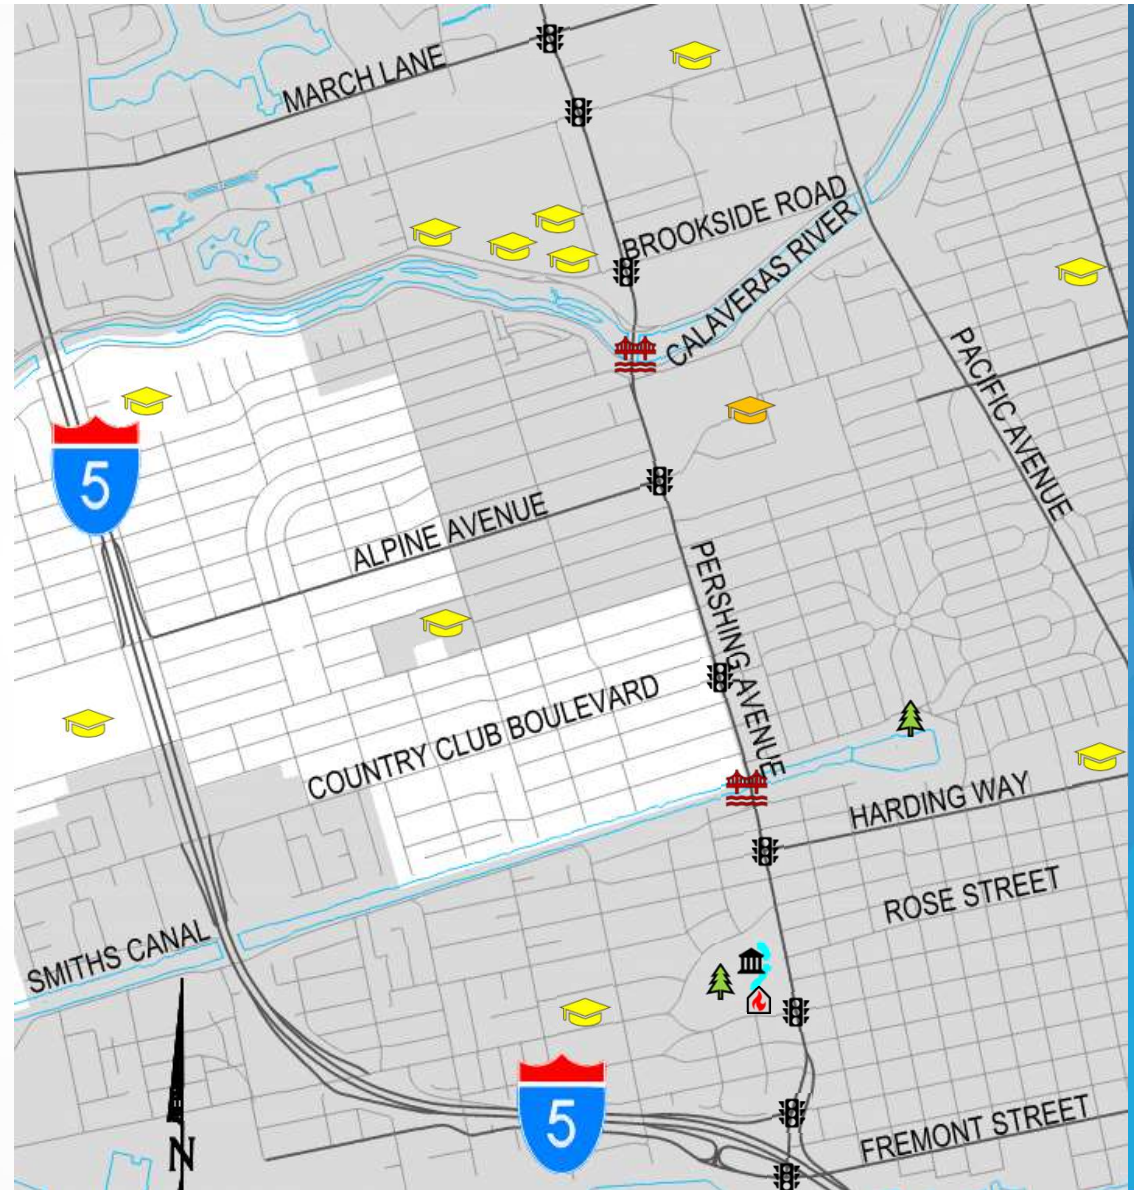 MARCH LANE
BROOKSIDE ROAD
CALAVERAS RIVER
PACIFIC AVENUE
5
ALPINE AVENUE
PERSHING AVENUE
COUNTRY CLUB BOULEVARD
HARDING WAY
ROSE STREET
SMITHS CANAL
5
FREMONT STREET
N